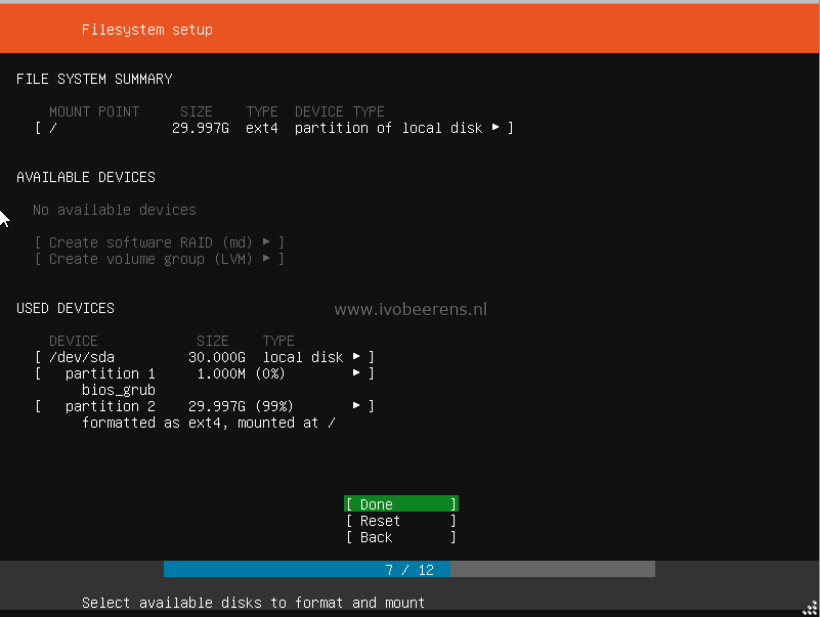 Filesystem setup
FILE SYSTEM SUMMARY
MOUNT POINT SIZE TYPE DEVICE TYPE
[ / 29.997G ext4 partition of local disk ▸ ]
AVAILABLE DEVICES
No available devices
[ Create software RAID (md) ▸ ]
[ Create volume group (LVM) ▸ ]
USED DEVICES
www.ivobeerens.nl
DEVICE SIZE TYPE
[ /dev/sda 30.000G local disk ▸ ]
[ partition 1 1.000M (0%) ▸ ]
bios_grub
[ partition 2 29.997G (99%) ▸ ]
formatted as ext4, mounted at /
[ Done ]
[ Reset ]
[ Back ]
7 / 12
Select available disks to format and mount